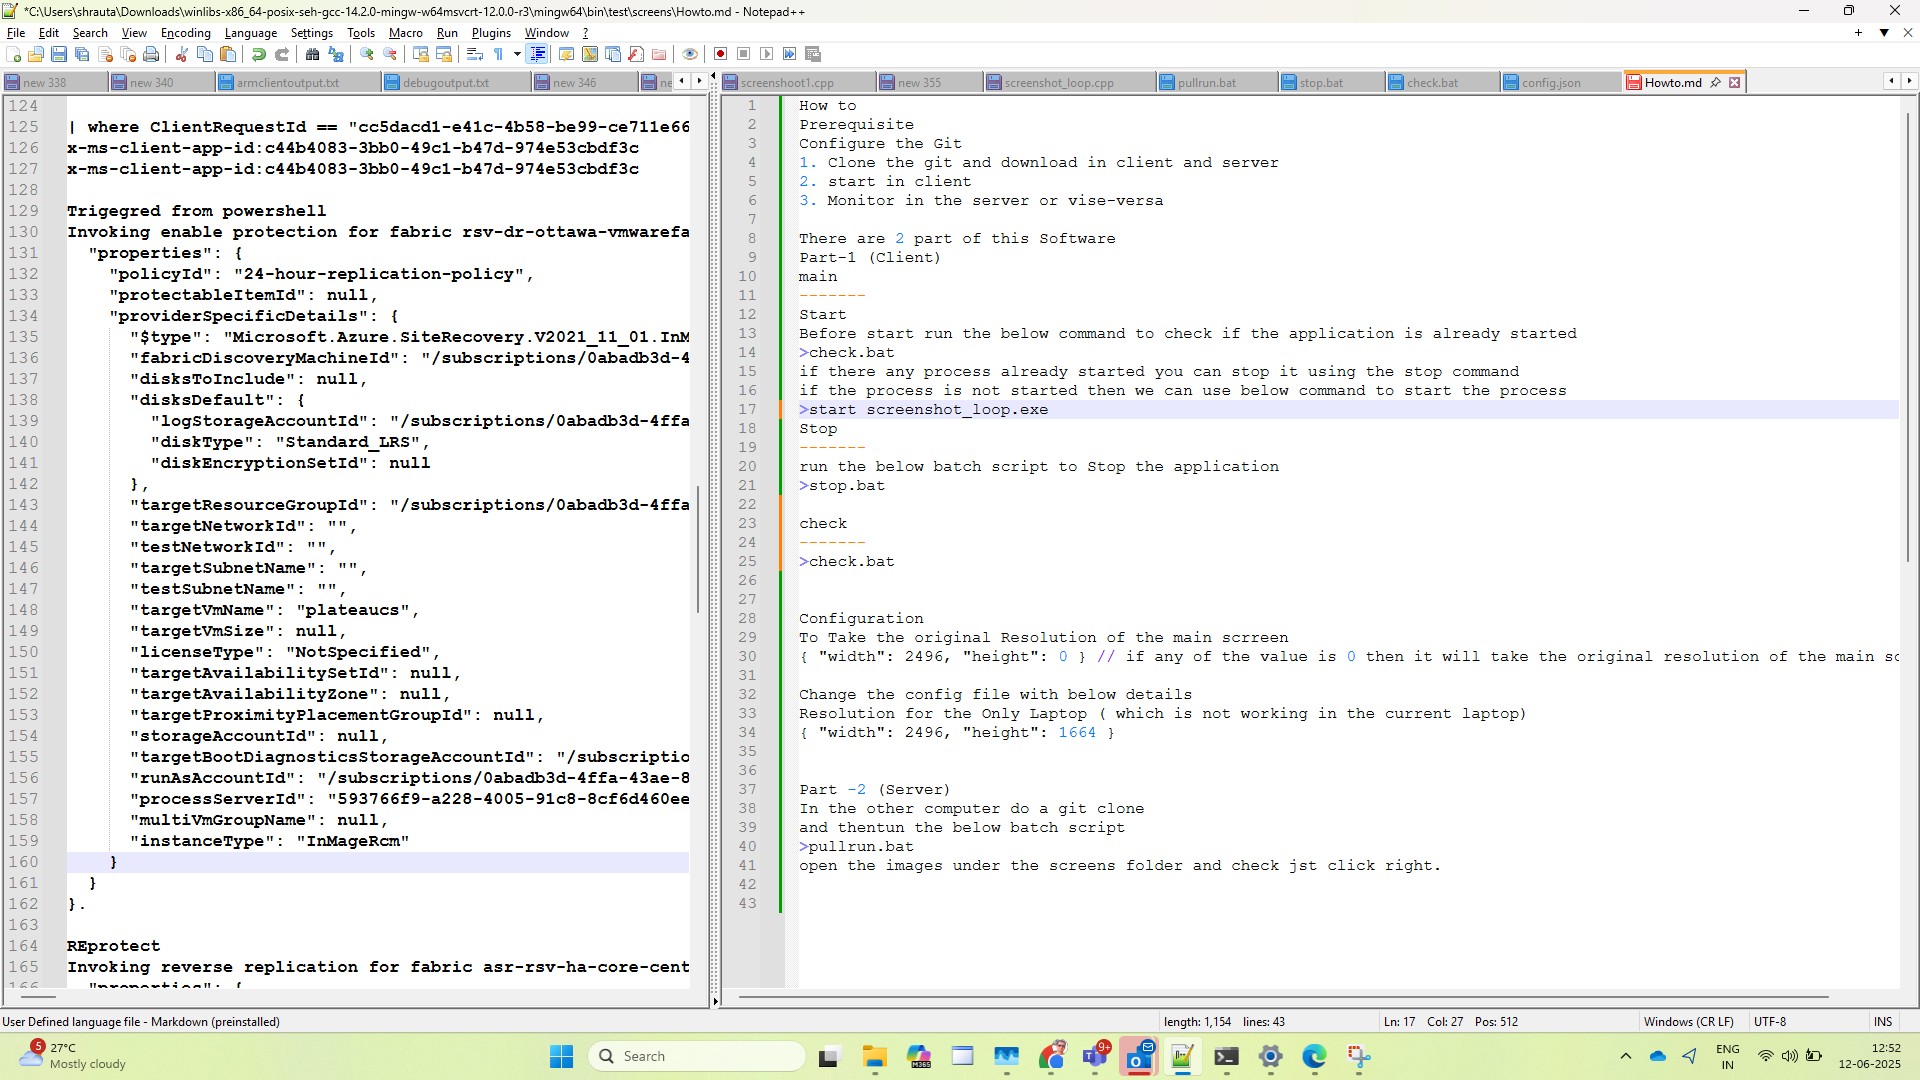 *C:\Users\shrauta\Downloads\winlibs-x86_64-posix-seh-gcc-14.2.0-mingw-w64msvcrt-12.0.0-r3\mingw64\bin\test\screens\Howto.md - Notepad++
File Edit Search View Encoding Language Settings Tools Macro Run Plugins Window ?
new 338 new 340 armclientoutput.txt debugoutput.txt new 346 ne
124
125 | where ClientRequestId == "cc5dacd1-e41c-4b58-be99-ce711e66
126 x-ms-client-app-id:c44b4083-3bb0-49c1-b47d-974e53cbdf3c
127 x-ms-client-app-id:c44b4083-3bb0-49c1-b47d-974e53cbdf3c
128
129 Trigegred from powershell
130 Invoking enable protection for fabric rsv-dr-ottawa-vmwarefa
131 "properties": {
132 "policyId": "24-hour-replication-policy",
133 "protectableItemId": null,
134 "providerSpecificDetails": {
135 "$type": "Microsoft.Azure.SiteRecovery.V2021_11_01.InM
136 "fabricDiscoveryMachineId": "/subscriptions/0abadb3d-4
137 "disksToInclude": null,
138 "disksDefault": {
139 "logStorageAccountId": "/subscriptions/0abadb3d-4ffa
140 "diskType": "Standard_LRS",
141 "diskEncryptionSetId": null
142 },
143 "targetResourceGroupId": "/subscriptions/0abadb3d-4ffa
144 "targetNetworkId": "",
145 "testNetworkId": "",
146 "targetSubnetName": "",
147 "testSubnetName": "",
148 "targetVmName": "plateaucs",
149 "targetVmSize": null,
150 "licenseType": "NotSpecified",
151 "targetAvailabilitySetId": null,
152 "targetAvailabilityZone": null,
153 "targetProximityPlacementGroupId": null,
154 "storageAccountId": null,
155 "targetBootDiagnosticsStorageAccountId": "/subscriptio
156 "runAsAccountId": "/subscriptions/0abadb3d-4ffa-43ae-8
157 "processServerId": "593766f9-a228-4005-91c8-8cf6d460ee
158 "multiVmGroupName": null,
159 "instanceType": "InMageRcm"
160 }
161 }
162 }.
163
164 REprotect
165 Invoking reverse replication for fabric asr-rsv-ha-core-cent
166 "properties": {
screenshoot1.cpp new 355 screenshot_loop.cpp pullrun.bat stop.bat check.bat config.json Howto.md
1 How to
2 Prerequisite
3 Configure the Git
4 1. Clone the git and download in client and server
5 2. start in client
6 3. Monitor in the server or vise-versa
7
8 There are 2 part of this Software
9 Part-1 (Client)
10 main
11 -------
12 Start
13 Before start run the below command to check if the application is already started
14 >check.bat
15 if there any process already started you can stop it using the stop command
16 if the process is not started then we can use below command to start the process
17 >start screenshot_loop.exe
18 Stop
19 -------
20 run the below batch script to Stop the application
21 >stop.bat
22
23 check
24 -------
25 >check.bat
26
27
28 Configuration
29 To Take the original Resolution of the main scrreen
30 { "width": 2496, "height": 0 } // if any of the value is 0 then it will take the original resolution of the main sc
31
32 Change the config file with below details
33 Resolution for the Only Laptop ( which is not working in the current laptop)
34 { "width": 2496, "height": 1664 }
35
36
37 Part -2 (Server)
38 In the other computer do a git clone
39 and thentun the below batch script
40 >pullrun.bat
41 open the images under the screens folder and check jst click right.
42
43
User Defined language file - Markdown (preinstalled) length: 1,154 lines: 43 Ln: 17 Col: 27 Pos: 512 Windows (CR LF) UTF-8 INS
5 27°C
Mostly cloudy
Search
M365
9+
ENG
IN
12:52
12-06-2025